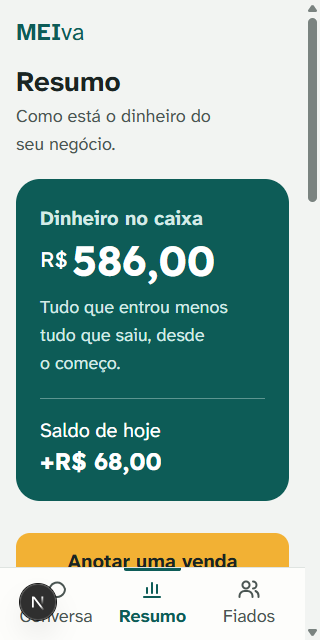 MEIva
Resumo
Como está o dinheiro do
seu negócio.
Dinheiro no caixa
R$ 586,00
Tudo que entrou menos
tudo que saiu, desde
o começo.
Saldo de hoje
+R$ 68,00
Anotar uma venda
N
Resumo
Fiados